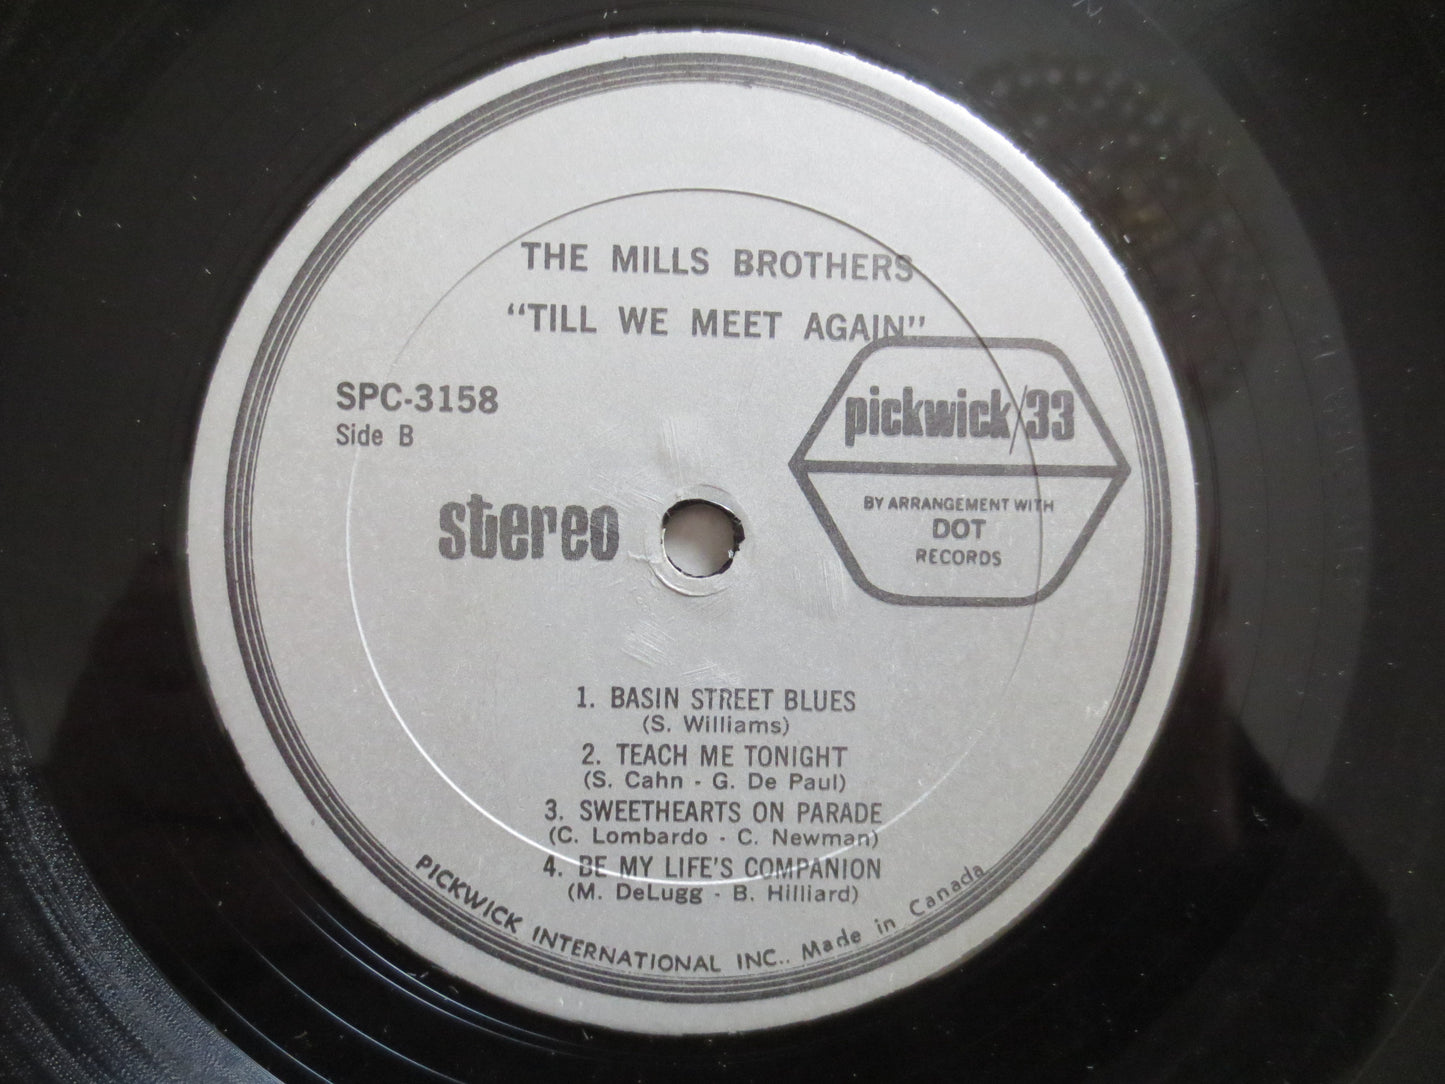 THE MILLS BROTHERS
"TILL WE MEET AGAIN"
SPC-3158
Side B
pickwick/33
BY ARRANGEMENT WITH
DOT
RECORDS
stereo
1. BASIN STREET BLUES
(S. Williams)
2. TEACH ME TONIGHT
(S. Cahn - G. De Paul)
3. SWEETHEARTS ON PARADE
(C. Lombardo - C. Newman)
4. BE MY LIFE'S COMPANION
(M. DeLugg - B. Hilliard)
PICKWICK INTERNATIONAL INC.. Made in Canada